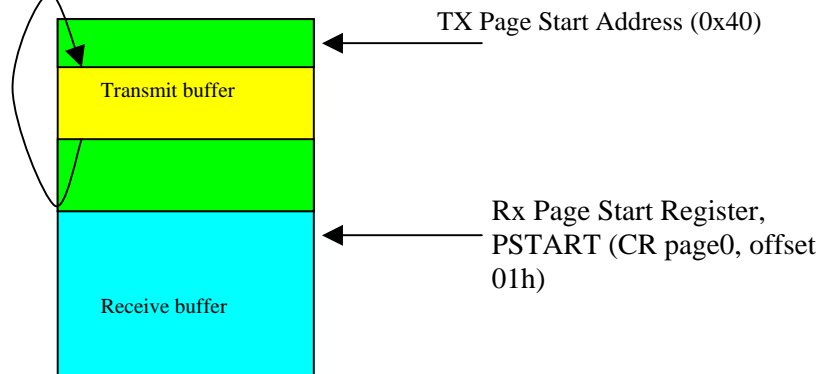 TX Page Start Address (0x40)
Transmit buffer
Rx Page Start Register,
PSTART (CR page0, offset
01h)
Receive buffer